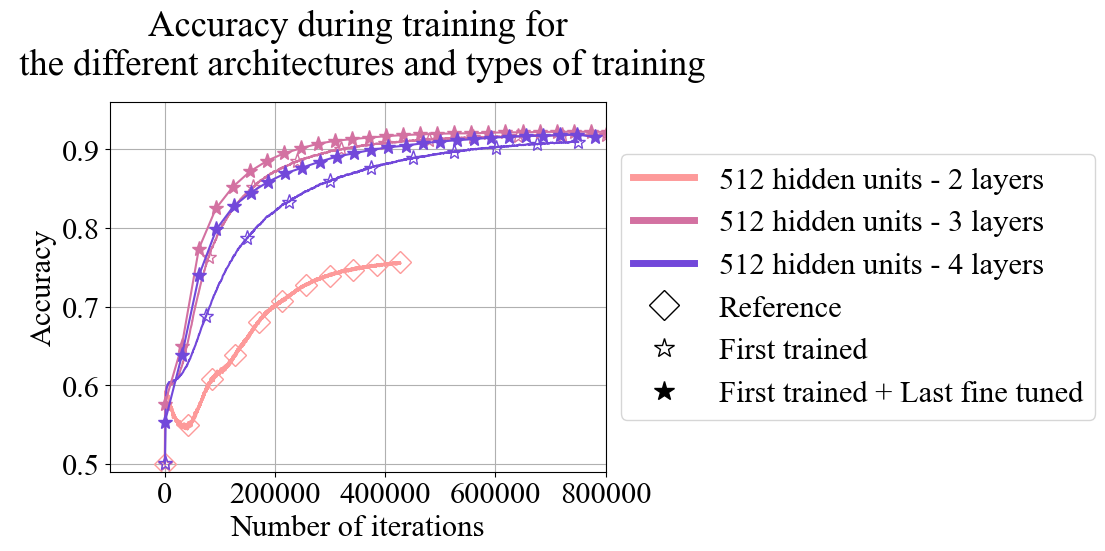 Accuracy during training for
the different architectures and types of training
0.9
0.8
0.7
0.6
0.5
Accuracy
0 200000 400000 600000 800000
Number of iterations
512 hidden units - 2 layers
512 hidden units - 3 layers
512 hidden units - 4 layers
Reference
First trained
First trained + Last fine tuned